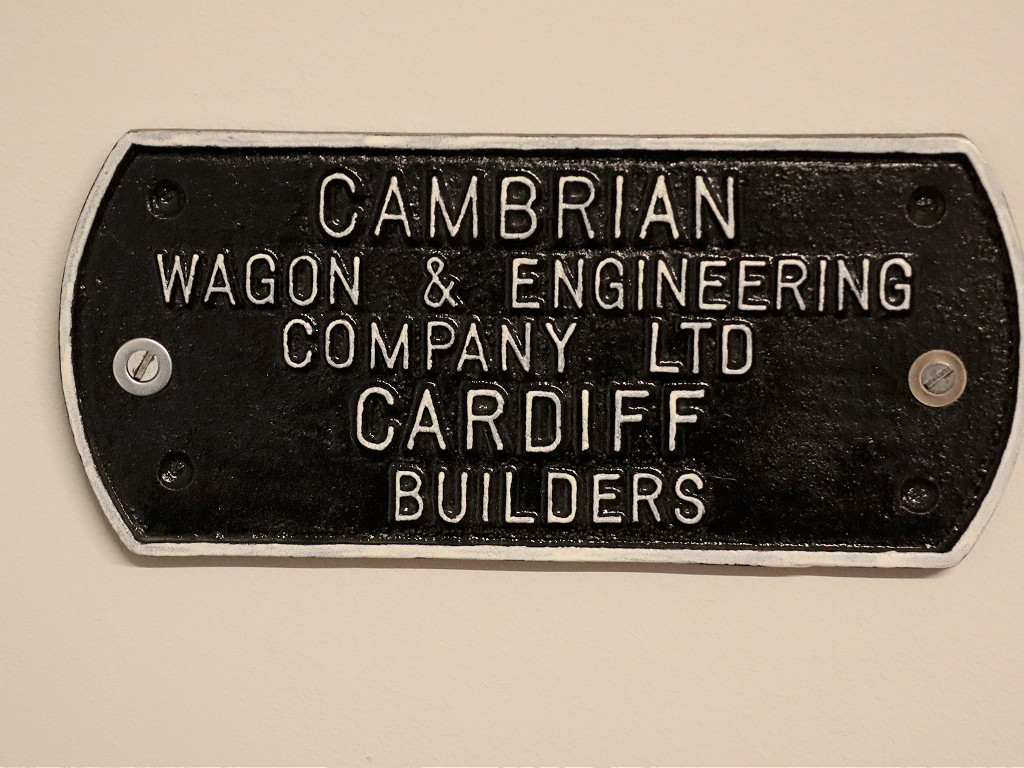 CAMBRIAN
WAGON & ENGINEERING
COMPANY LTD
CARDIFF
BUILDERS